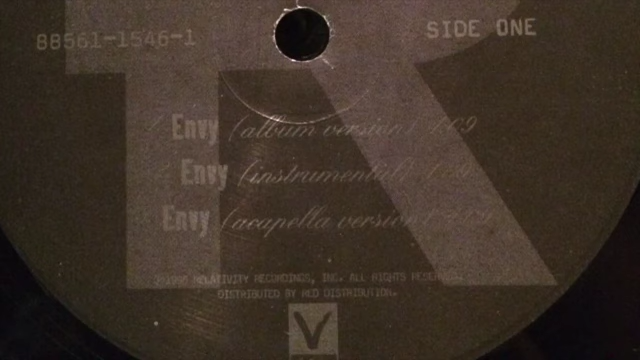 88561-1546-1
SIDE ONE
Envy (album version)
Envy (instrumental)
Envy (acapella version)
RELATIVITY RECORDINGS, INC. ALL RIGHTS RESERVED.
DISTRIBUTED BY RED DISTRIBUTION.
V